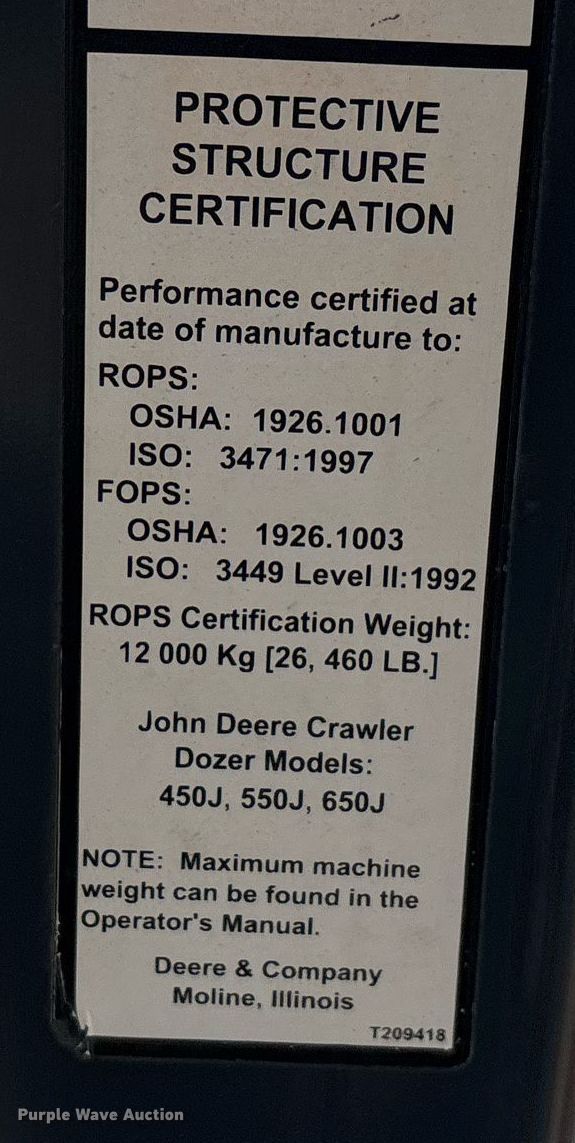 PROTECTIVE
STRUCTURE
CERTIFICATION
Performance certified at
date of manufacture to:
ROPS:
OSHA: 1926.1001
ISO: 3471:1997
FOPS:
OSHA: 1926.1003
ISO: 3449 Level II:1992
ROPS Certification Weight:
12 000 Kg [26, 460 LB.]
John Deere Crawler
Dozer Models:
450J, 550J, 650J
NOTE: Maximum machine
weight can be found in the
Operator's Manual.
Deere & Company
Moline, Illinois
T209418
Purple Wave Auction